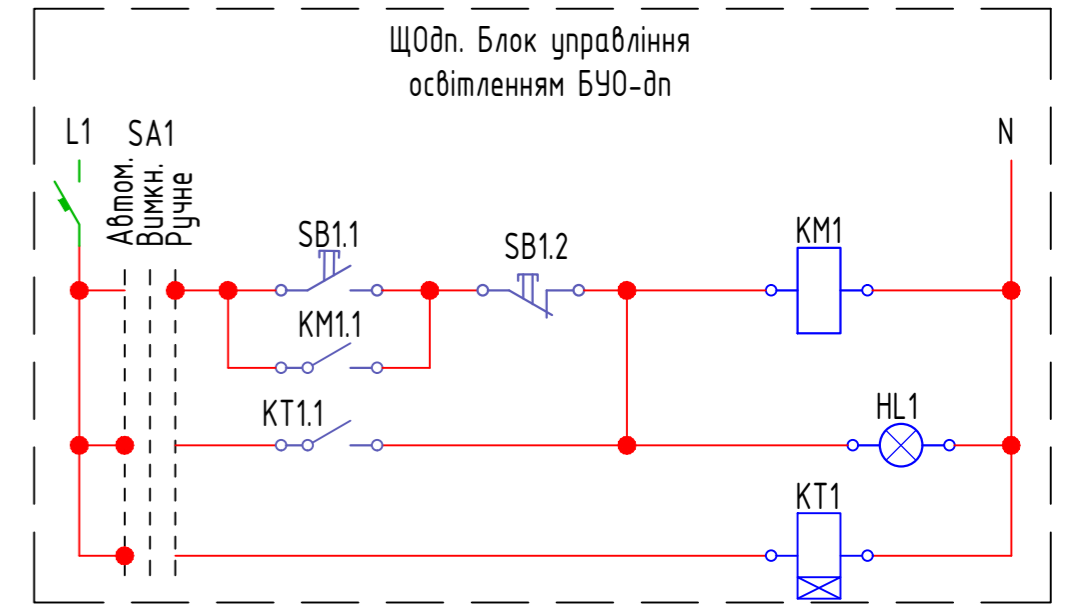 ЩОдп. Блок управління
освітленням БУО-дп
L1
SA1
N
Автом.
Вимкн.
Ручне
SB1.1
SB1.2
KM1
KM1.1
KT1.1
HL1
KT1